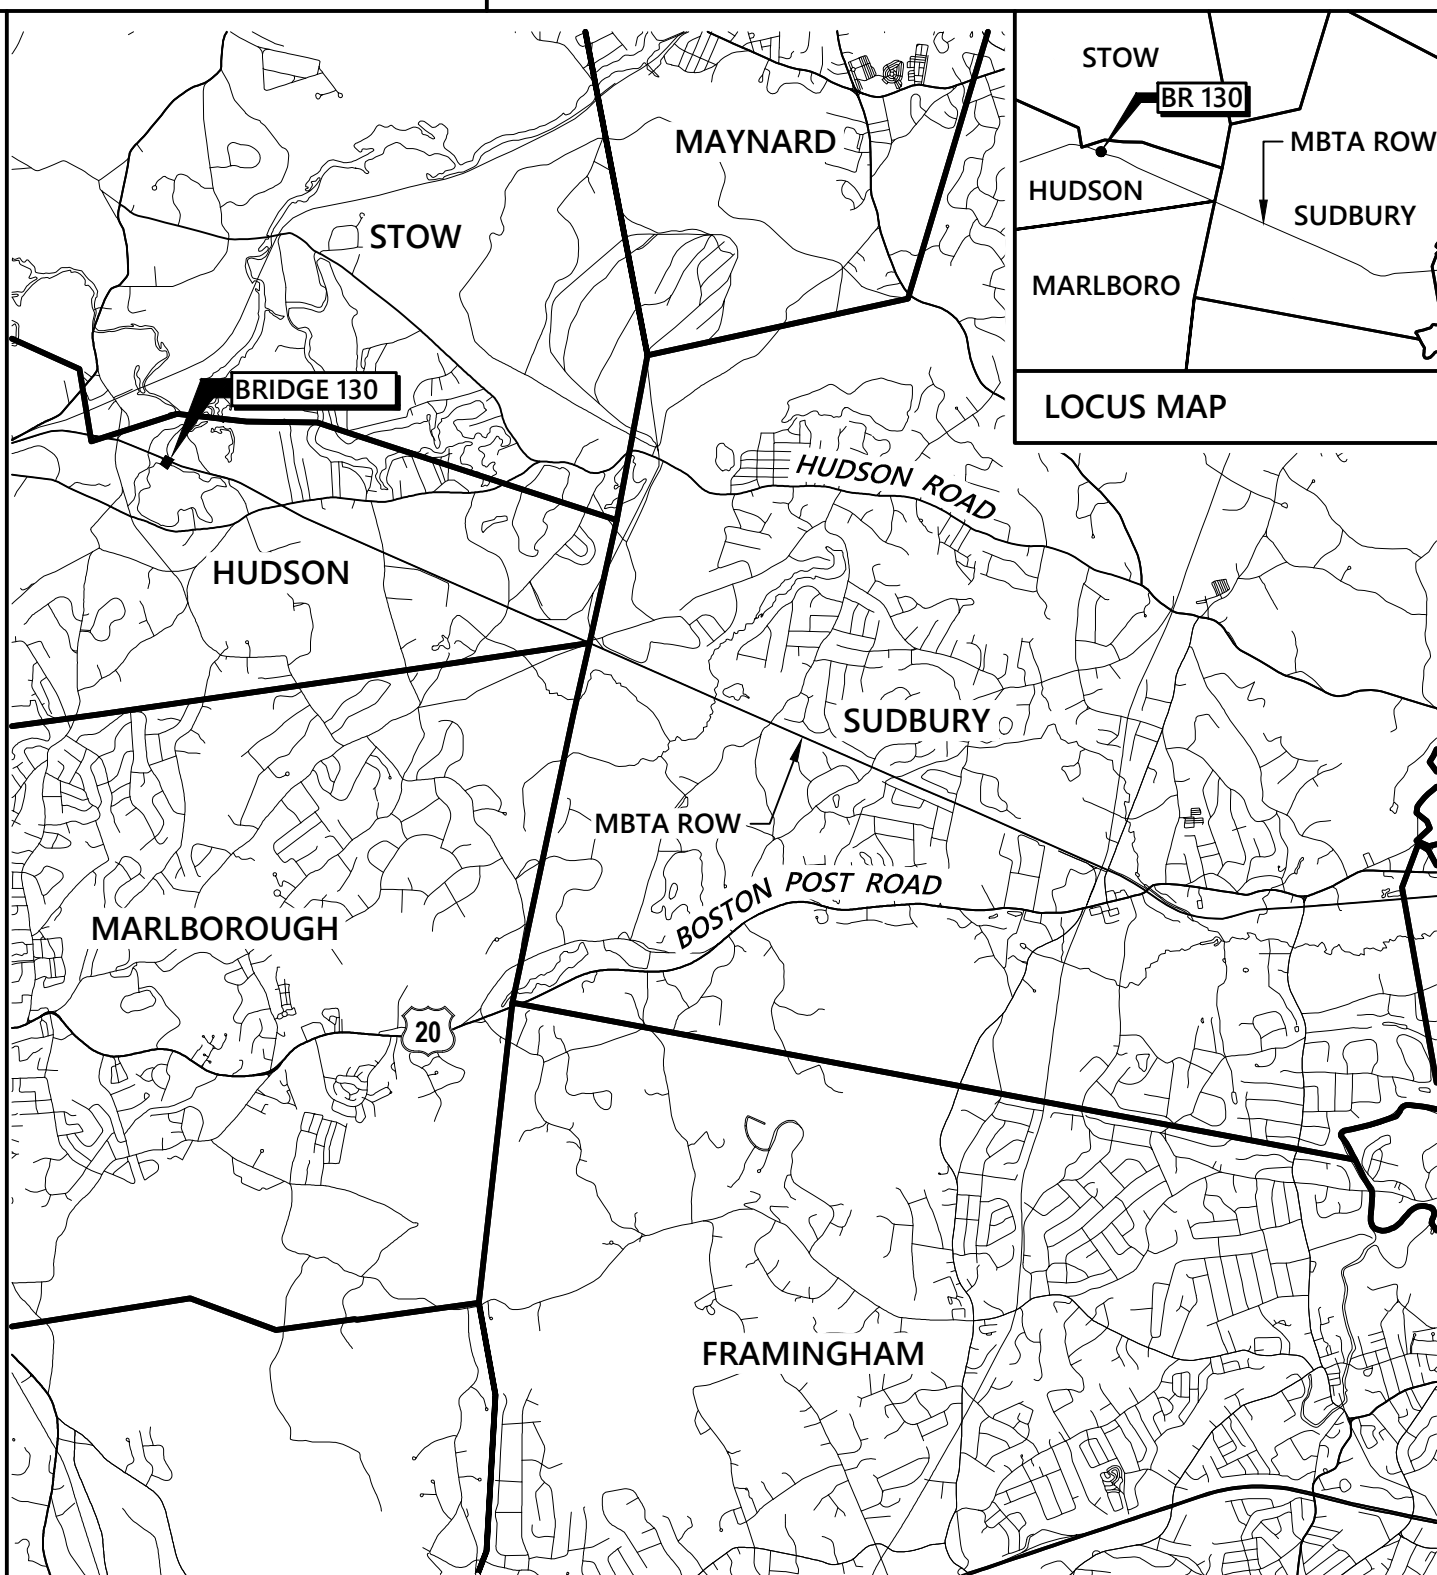 STOW
BR 130
MBTA ROW
HUDSON
SUDBURY
MARLBORO
LOCUS MAP
MAYNARD
STOW
BRIDGE 130
HUDSON ROAD
HUDSON
SUDBURY
MBTA ROW
BOSTON POST ROAD
MARLBOROUGH
20
FRAMINGHAM